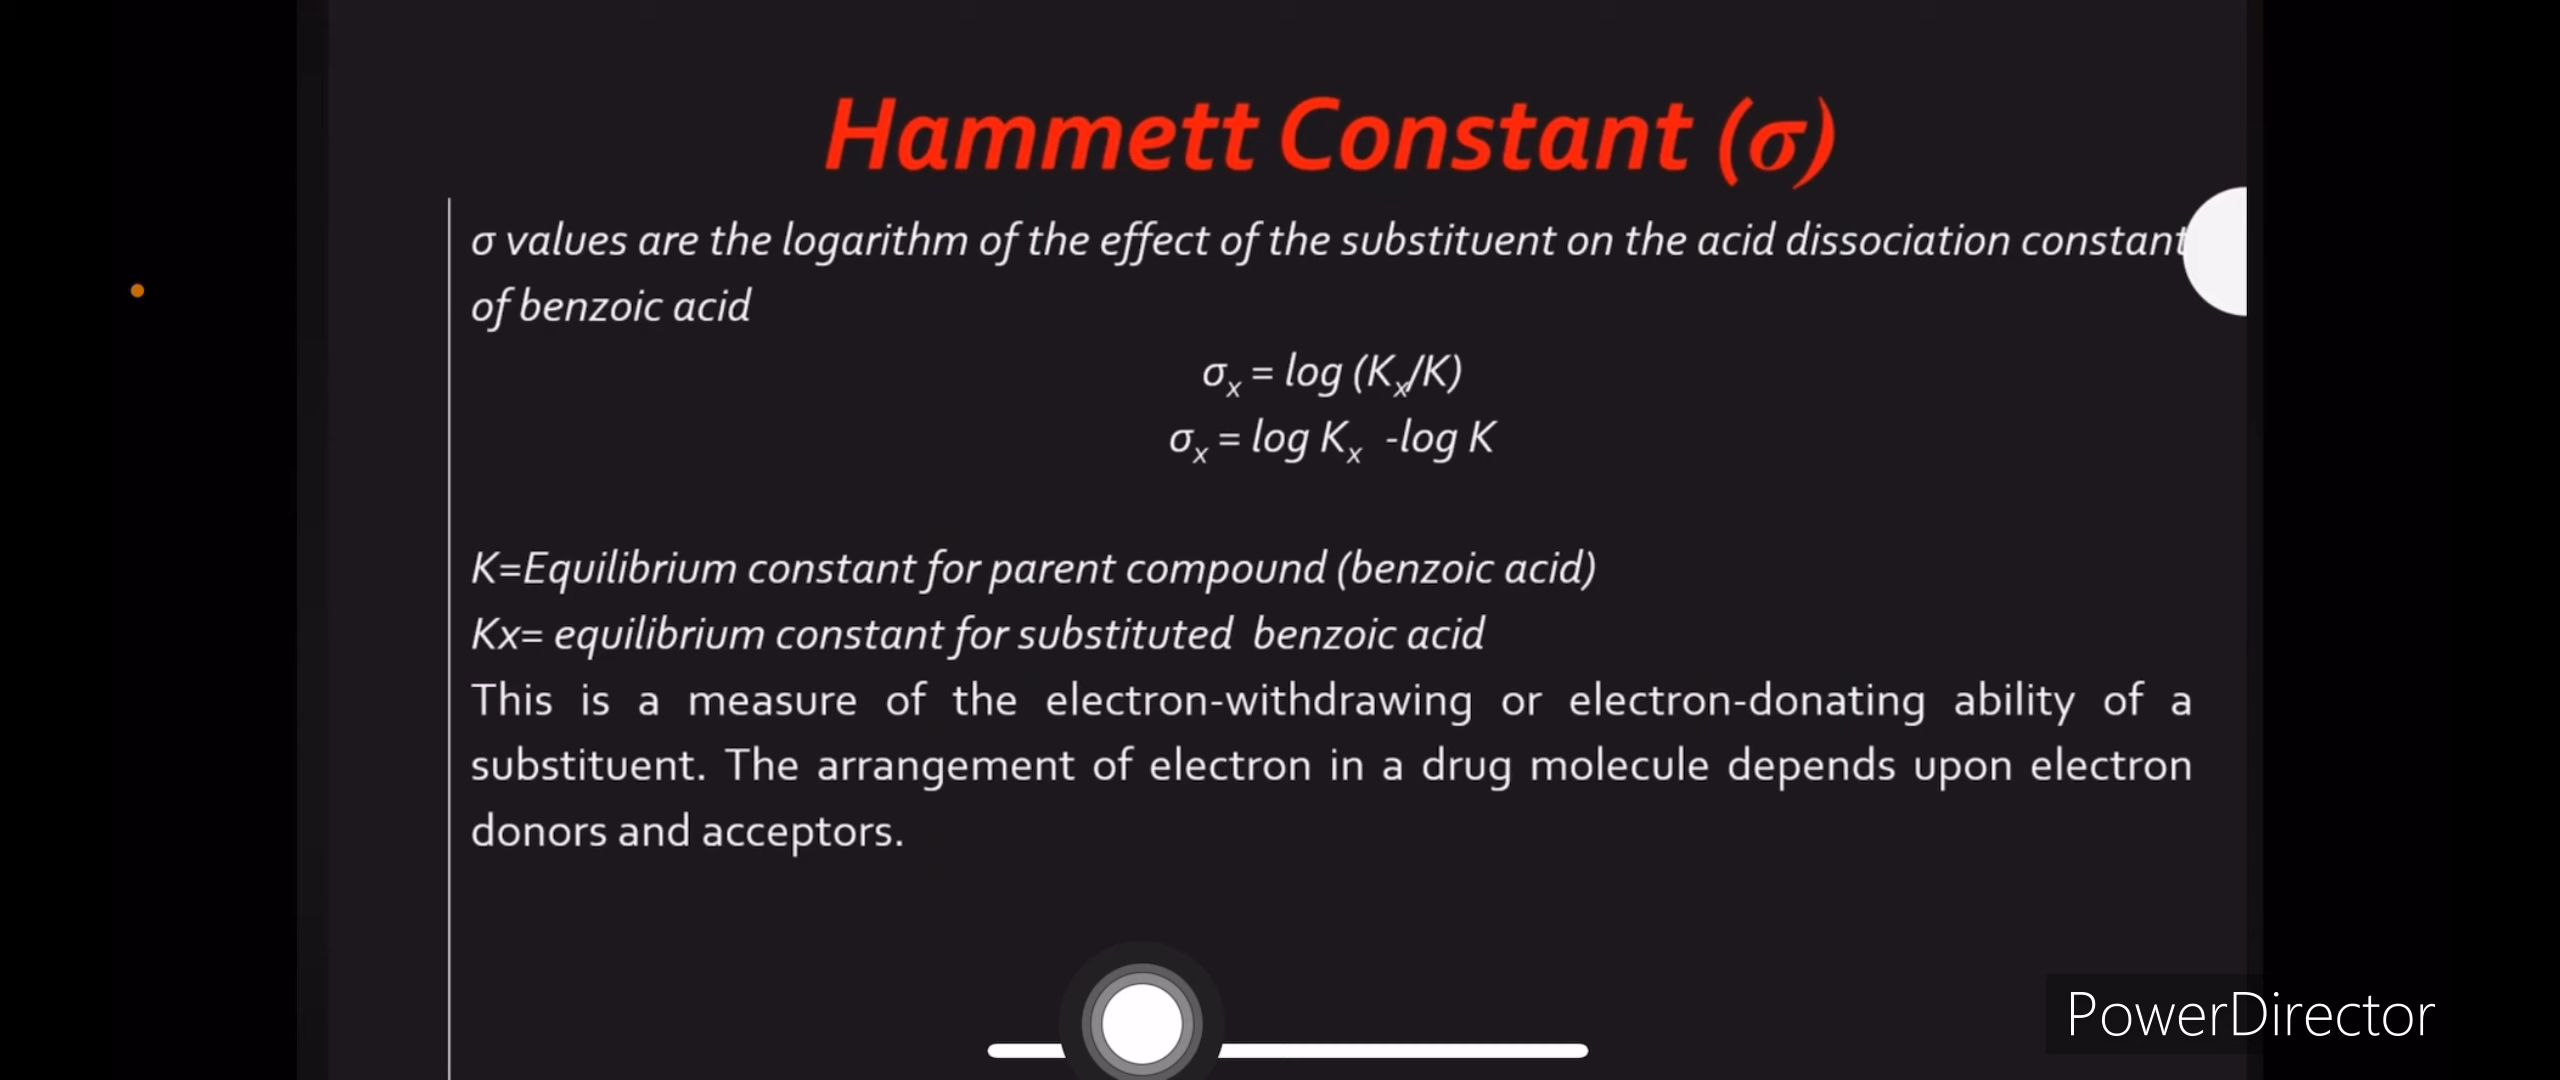 Hammett Constant (σ)
σ values are the logarithm of the effect of the substituent on the acid dissociation constant
of benzoic acid
σx = log (Kx/K)
σx = log Kx -log K
K=Equilibrium constant for parent compound (benzoic acid)
Kx= equilibrium constant for substituted benzoic acid
This is a measure of the electron-withdrawing or electron-donating ability of a
substituent. The arrangement of electron in a drug molecule depends upon electron
donors and acceptors.
PowerDirector